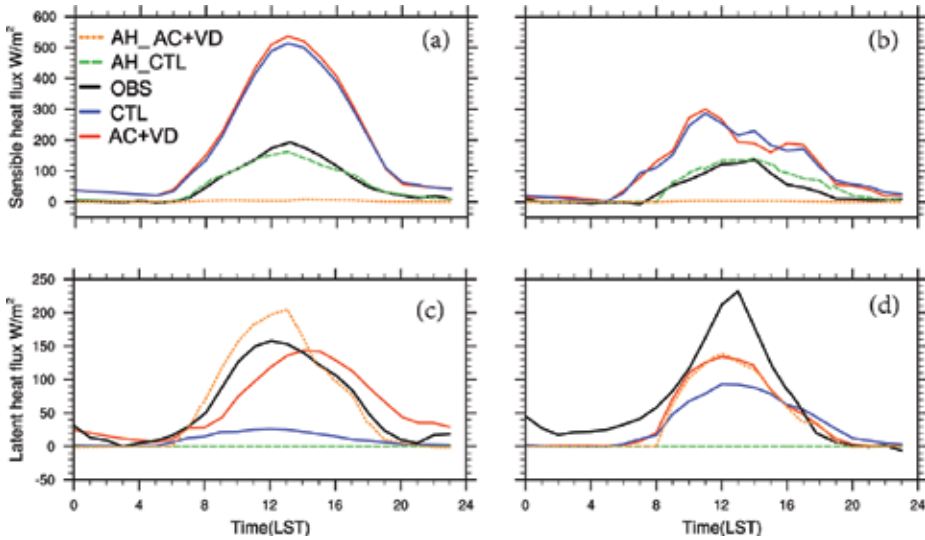 600
500
400
300
200
100
0
Sensible heat flux W/m²
AH_ AC+VD
AH_CTL
OBS
CTL
AC+VD
(a)
(b)
250
200
150
100
50
0
-50
Latent heat flux W/m²
(c)
(d)
0 4 8 12 16 20 24
Time(LST)
0 4 8 12 16 20 24
Time(LST)